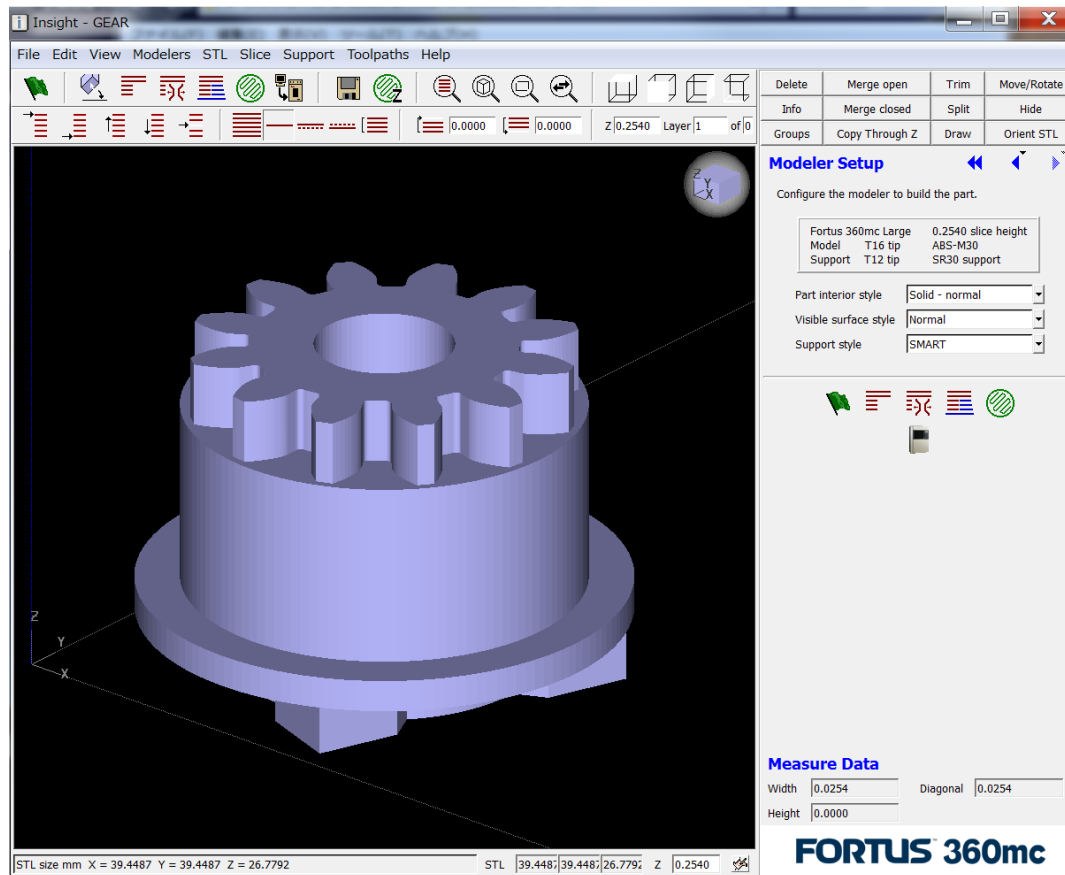 Insight - GEAR
File Edit View Modelers STL Slice Support Toolpaths Help
Z
0.0000 0.0000 Z 0.2540 Layer 1 of 0
Delete Merge open Trim Move/Rotate
Info Merge closed Split Hide
Groups Copy Through Z Draw Orient STL
Modeler Setup
Configure the modeler to build the part.
Fortus 360mc Large 0.2540 slice height
Model T16 tip ABS-M30
Support T12 tip SR30 support
Part interior style Solid - normal
Visible surface style Normal
Support style SMART
Z
Y
X
Z
Y
X
Measure Data
Width 0.0254 Diagonal 0.0254
Height 0.0000
FORTUS 360mc
STL size mm X = 39.4487 Y = 39.4487 Z = 26.7792 STL 39.4487 39.4487 26.7792 Z 0.2540